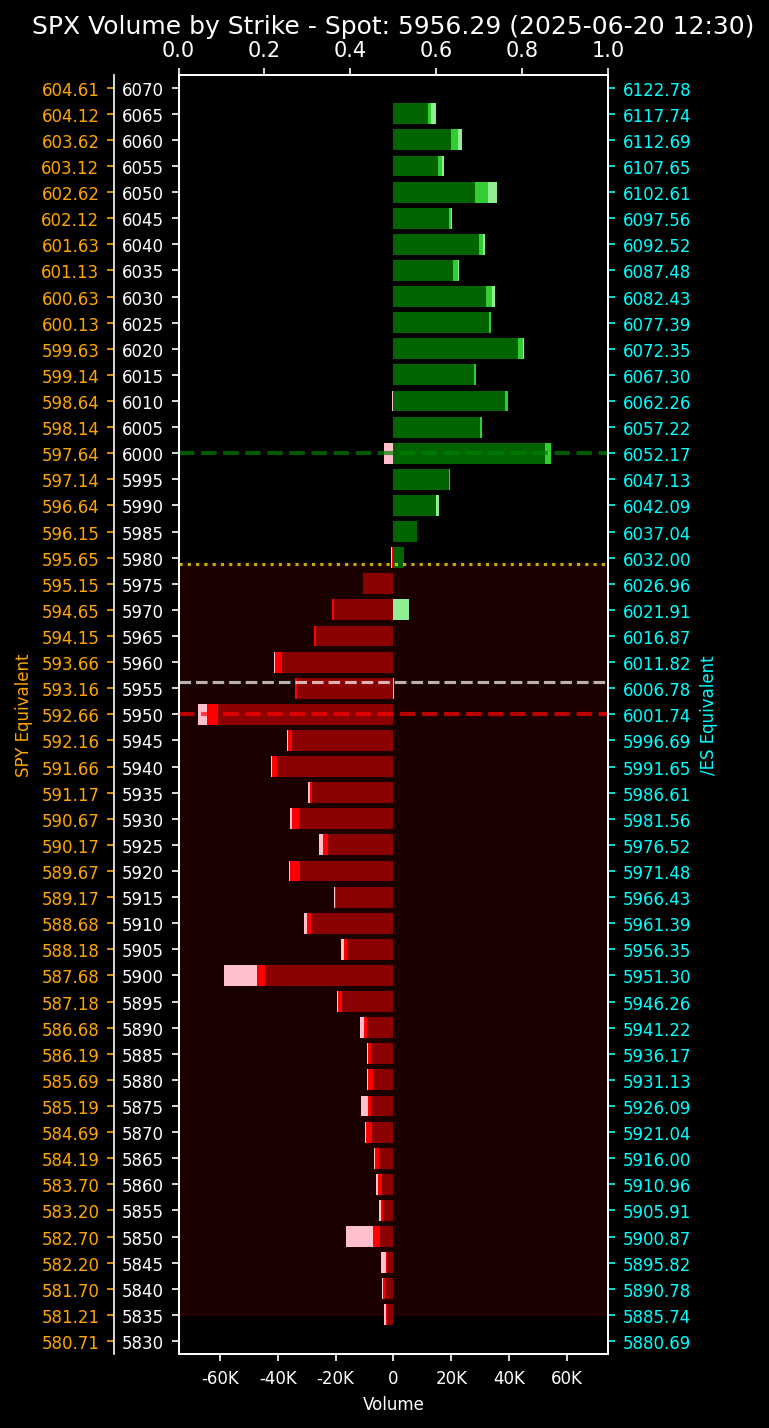 SPX Volume by Strike - Spot: 5956.29 (2025-06-20 12:30)
0.0 0.2 0.4 0.6 0.8 1.0
604.61 6070 6122.78
604.12 6065 6117.74
603.62 6060 6112.69
603.12 6055 6107.65
602.62 6050 6102.61
602.12 6045 6097.56
601.63 6040 6092.52
601.13 6035 6087.48
600.63 6030 6082.43
600.13 6025 6077.39
599.63 6020 6072.35
599.14 6015 6067.30
598.64 6010 6062.26
598.14 6005 6057.22
597.64 6000 6052.17
597.14 5995 6047.13
596.64 5990 6042.09
596.15 5985 6037.04
595.65 5980 6032.00
595.15 5975 6026.96
594.65 5970 6021.91
594.15 5965 6016.87
593.66 5960 6011.82
593.16 5955 6006.78
592.66 5950 6001.74
592.16 5945 5996.69
591.66 5940 5991.65
591.17 5935 5986.61
590.67 5930 5981.56
590.17 5925 5976.52
589.67 5920 5971.48
589.17 5915 5966.43
588.68 5910 5961.39
588.18 5905 5956.35
587.68 5900 5951.30
587.18 5895 5946.26
586.68 5890 5941.22
586.19 5885 5936.17
585.69 5880 5931.13
585.19 5875 5926.09
584.69 5870 5921.04
584.19 5865 5916.00
583.70 5860 5910.96
583.20 5855 5905.91
582.70 5850 5900.87
582.20 5845 5895.82
581.70 5840 5890.78
581.21 5835 5885.74
580.71 5830 5880.69
SPY Equivalent
/ES Equivalent
-60K -40K -20K 0 20K 40K 60K
Volume